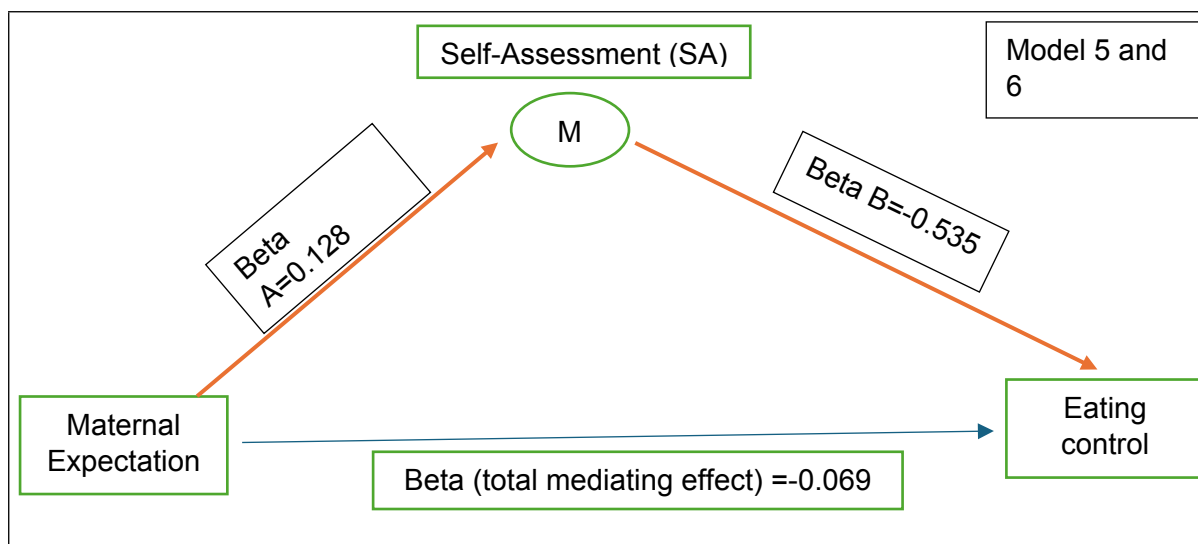 Self-Assessment (SA)
Model 5 and
6
M
Beta
A=0.128
Beta B=-0.535
Maternal
Expectation
Eating
control
Beta (total mediating effect) =-0.069